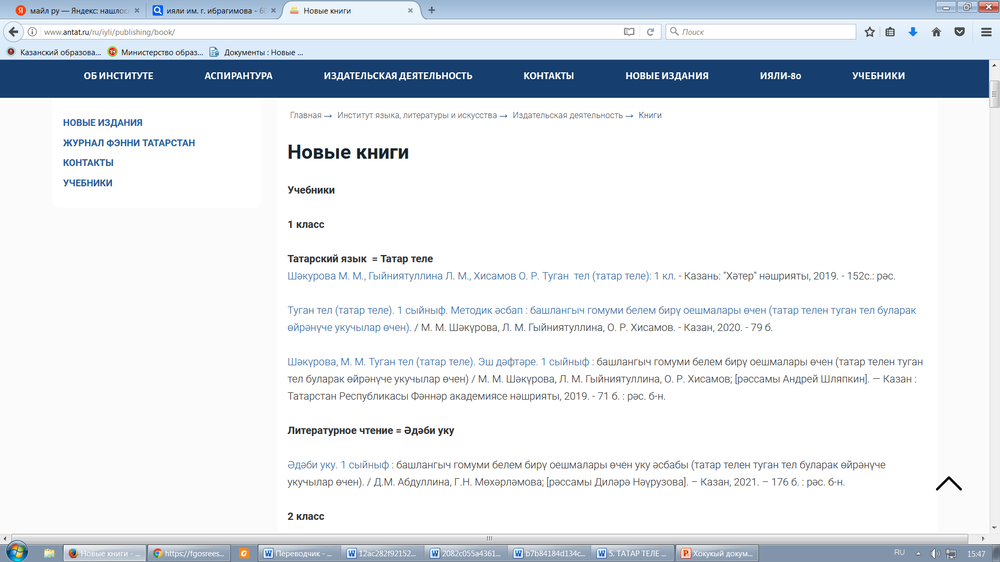 майл ру — Яндекс: нашлос
ияли им. г. ибрагимова - 60
Новые книги
www.antat.ru/ru/iyli/publishing/book/
Поиск
Казанский образова...
Министерство образ...
Документы : Новые ...
ОБ ИНСТИТУТЕ
АСПИРАНТУРА
ИЗДАТЕЛЬСКАЯ ДЕЯТЕЛЬНОСТЬ
КОНТАКТЫ
НОВЫЕ ИЗДАНИЯ
ИЯЛИ-80
УЧЕБНИКИ
НОВЫЕ ИЗДАНИЯ
ЖУРНАЛ ФЭННИ ТАТАРСТАН
КОНТАКТЫ
УЧЕБНИКИ
Главная → Институт языка, литературы и искусства → Издательская деятельность → Книги
Новые книги
Учебники
1 класс
Татарский язык = Татар теле
Шәкурова М. М., Гыйниятуллина Л. М., Хисамов О. Р. Туган тел (татар теле): 1 кл. - Казань: "Хәтер" нәшрияты, 2019. - 152с.: рәс.
Туган тел (татар теле). 1 сыйныф. Методик әсбап : башлангыч гомуми белем бирү оешмалары өчен (татар телен туган тел буларак
өйрәнүче укучылар өчен). / М. М. Шәкүрова, Л. М. Гыйниятуллина, О. Р. Хисамов. - Казан, 2020. - 79 б.
Шәкүрова, М. М. Туган тел (татар теле). Эш дәфтәре. 1 сыйныф : башлангыч гомуми белем бирү оешмалары өчен (татар телен туган
тел буларак өйрәнүче укучылар өчен) / М. М. Шәкүрова, Л. М. Гыйниятуллина, О. Р. Хисамов; [рәссамы Андрей Шляпкин]. — Казан :
Татарстан Республикасы Фәннәр академиясе нәшрияты, 2019. - 71 б. : рәс. б-н.
Литературное чтение = Әдәби уку
Әдәби уку. 1 сыйныф : башлангыч гомуми белем бирү оешмалары өчен уку әсбабы (татар телен туган тел буларак өйрәнүче
укучылар өчен). / Д.М. Абдуллина, Г.Н. Мөхәрләмова; [рәссамы Диләрә Нәүрузова]. – Казан, 2021. – 176 б. : рәс. б-н.
2 класс
Новые книги - ...
https://fgosrees...
Переводчик - ...
12ac282f92152...
2082c055a4361...
b7b84184d134c...
5. ТАТАР ТЕЛЕ ...
Хокукый докум...
RU
15:47